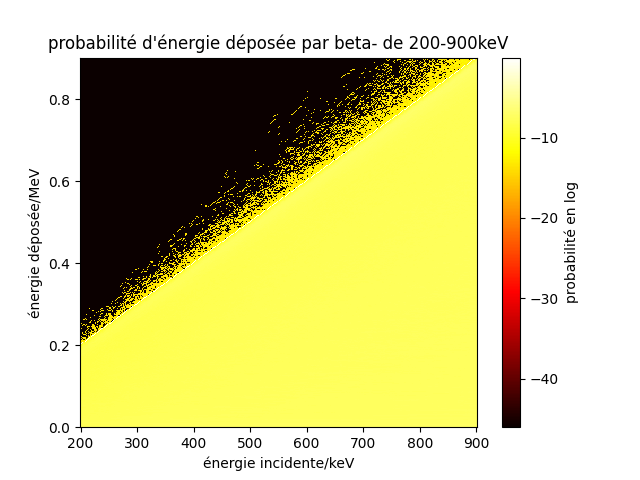 probabilité d'énergie déposée par beta- de 200-900keV
0.8
0.6
0.4
0.2
0.0
énergie déposée/MeV
200 300 400 500 600 700 800 900
énergie incidente/keV
−10
−20
−30
−40
probabilité en log